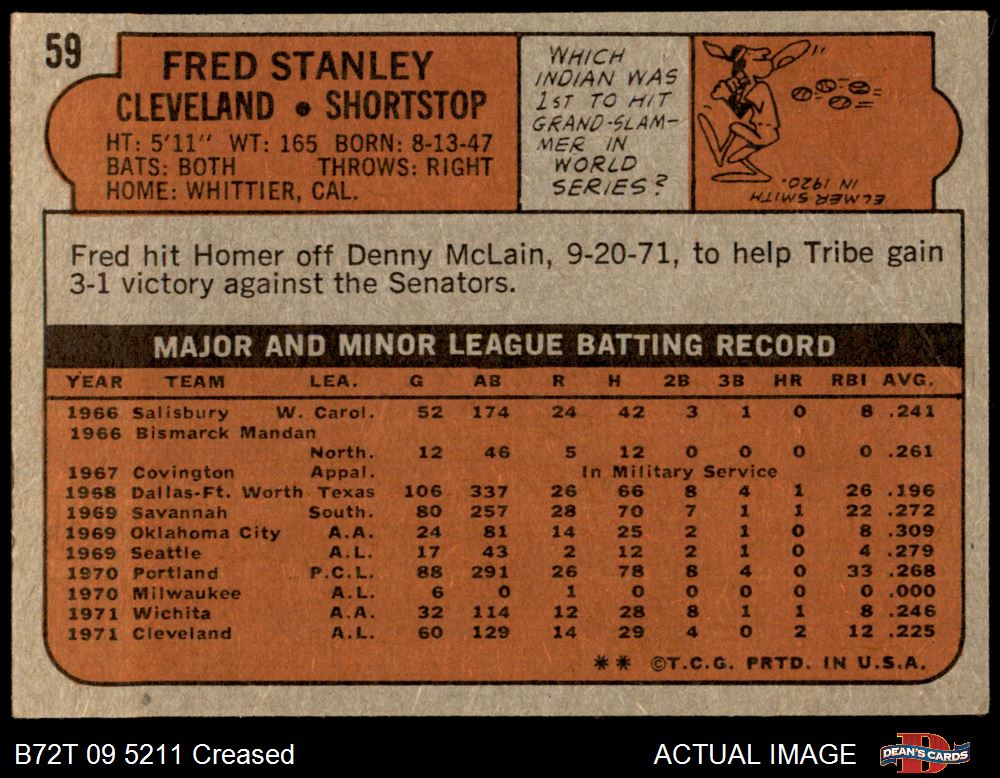 59
FRED STANLEY
CLEVELAND • SHORTSTOP
HT: 5'11" WT: 165 BORN: 8-13-47
BATS: BOTH THROWS: RIGHT
HOME: WHITTIER, CAL.
WHICH
INDIAN WAS
1ST TO HIT
GRAND-SLAM-
MER IN
WORLD
SERIES?
ELMER SMITH
IN 1920.
Fred hit Homer off Denny McLain, 9-20-71, to help Tribe gain
3-1 victory against the Senators.
MAJOR AND MINOR LEAGUE BATTING RECORD
YEAR TEAM LEA. G AB R H 2B 3B HR RBI AVG.
1966 Salisbury W. Carol. 52 174 24 42 3 1 0 8 .241
1966 Bismarck Mandan
North. 12 46 5 12 0 0 0 0 .261
1967 Covington Appal. In Military Service
1968 Dallas-Ft. Worth Texas 106 337 26 66 8 4 1 26 .196
1969 Savannah South. 80 257 28 70 7 1 1 22 .272
1969 Oklahoma City A.A. 24 81 14 25 2 1 0 8 .309
1969 Seattle A.L. 17 43 2 12 2 1 0 4 .279
1970 Portland P.C.L. 88 291 26 78 8 4 0 33 .268
1970 Milwaukee A.L. 6 0 1 0 0 0 0 0 .000
1971 Wichita A.A. 32 114 12 28 8 1 1 8 .246
1971 Cleveland A.L. 60 129 14 29 4 0 2 12 .225
** ©T.C.G. PRTD. IN U.S.A.
B72T 09 5211 Creased
ACTUAL IMAGE
DEAN'S CARDS